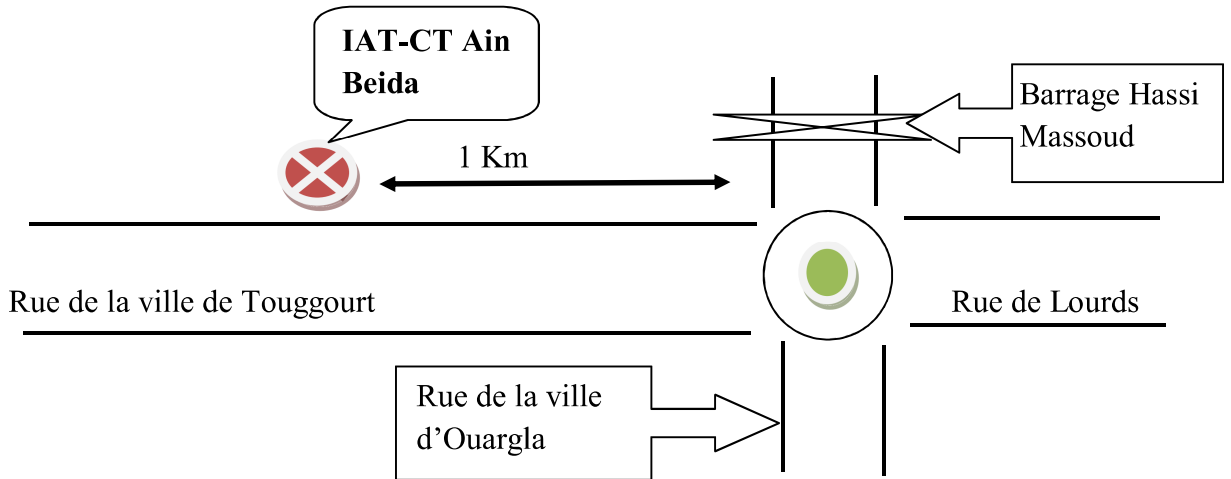 IAT-CT Ain
Beida
Barrage Hassi
Massoud
1 Km
Rue de la ville de Touggourt
Rue de Lourds
Rue de la ville
d’Ouargla